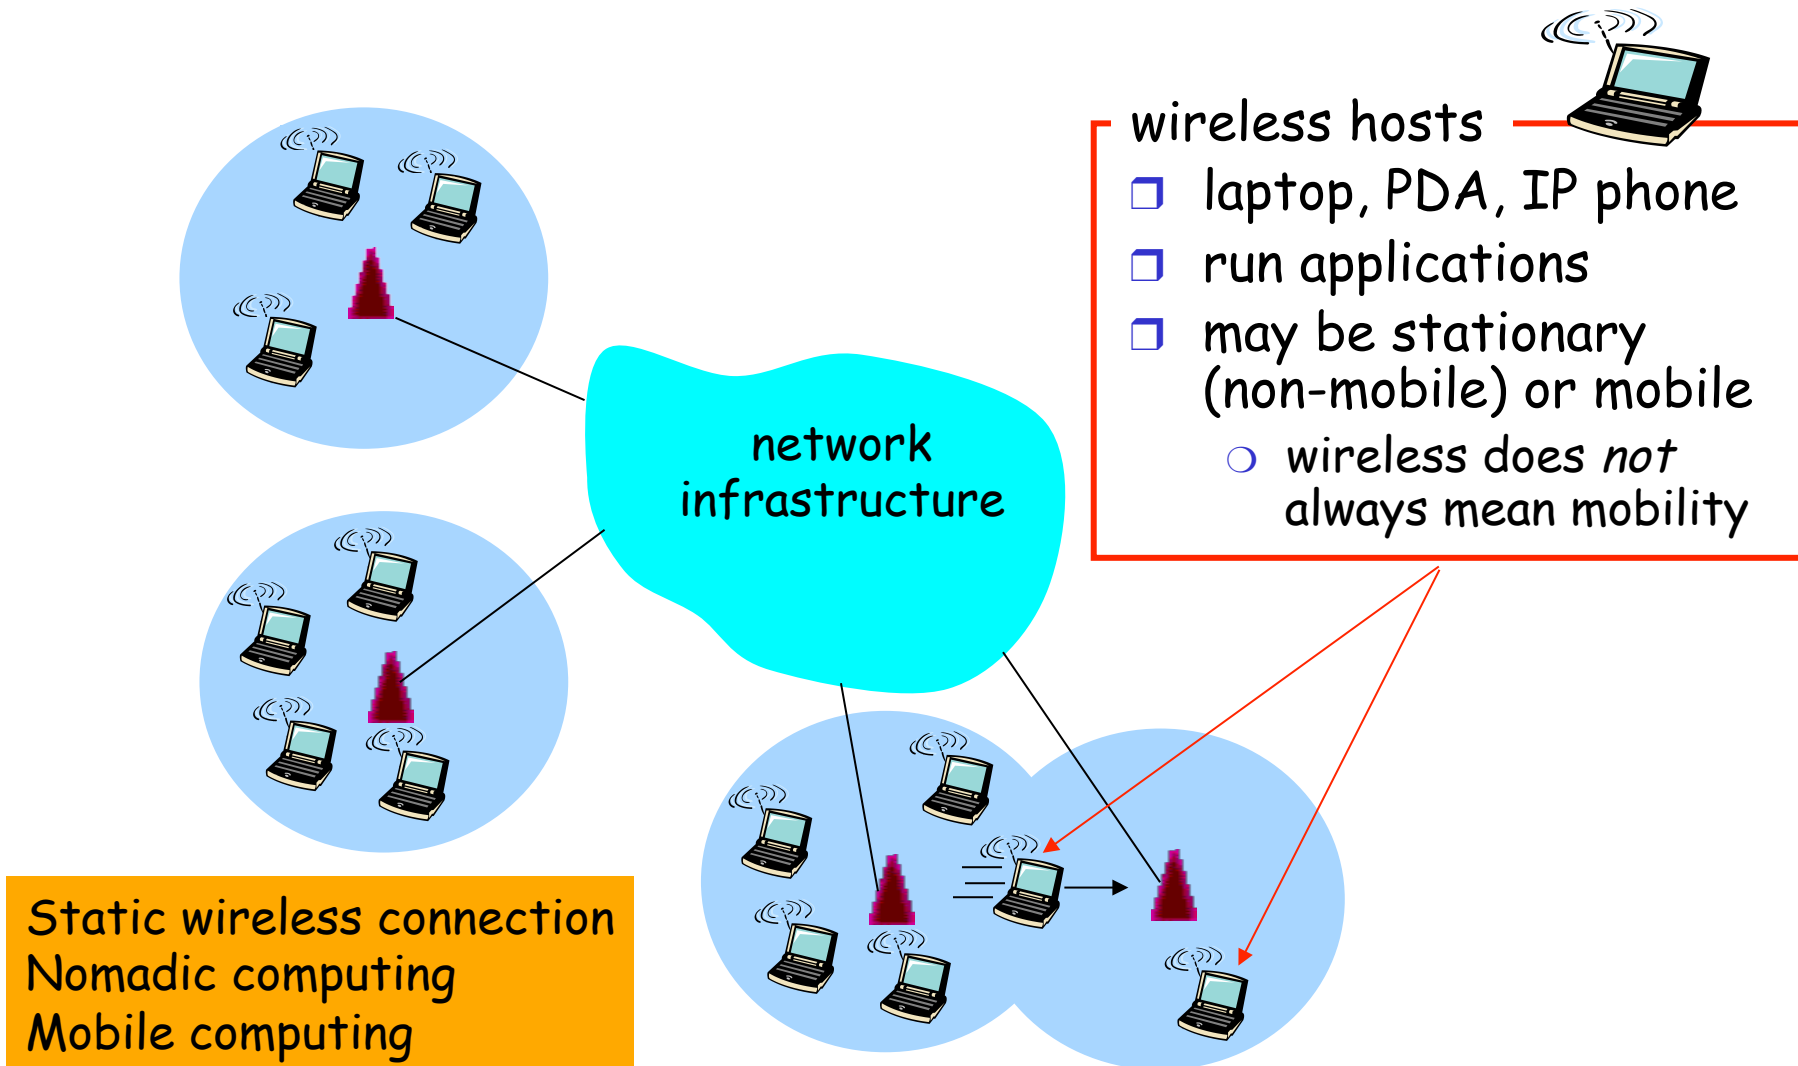 wireless hosts
❒ laptop, PDA, IP phone
❒ run applications
❒ may be stationary
(non-mobile) or mobile
❍ wireless does not
always mean mobility
network
infrastructure
Static wireless connection
Nomadic computing
Mobile computing